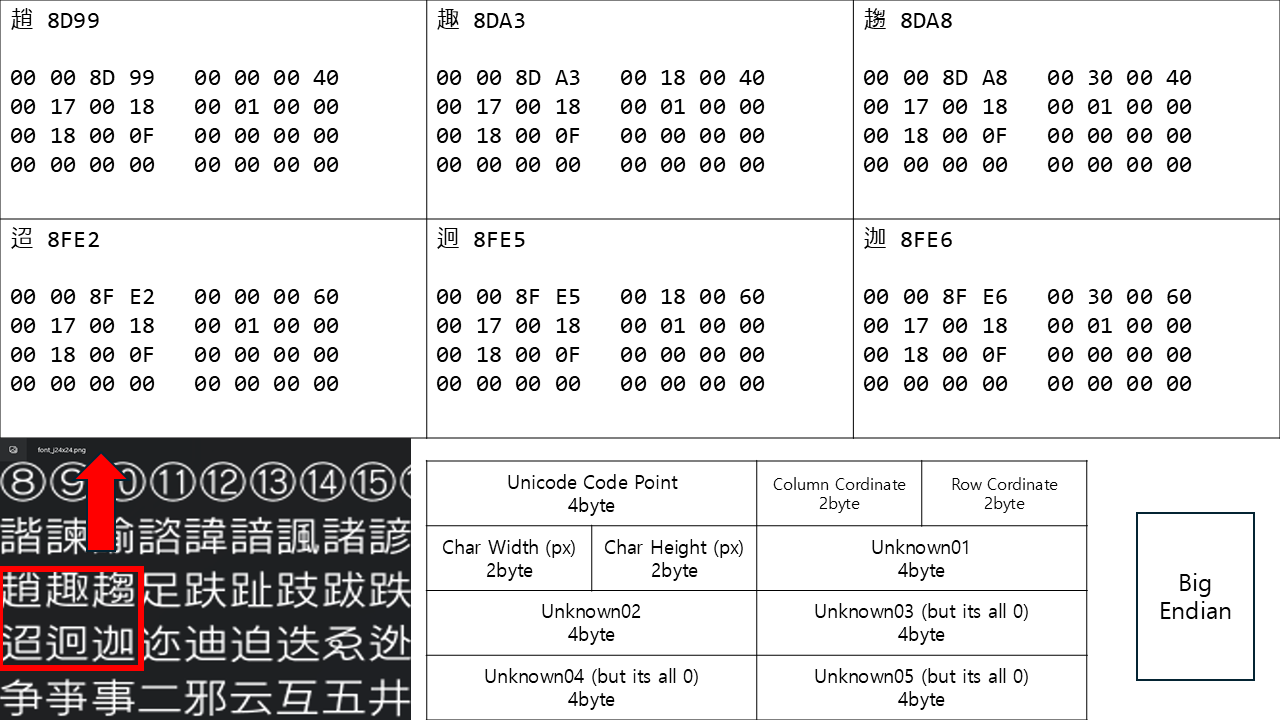 趙 8D99
00 00 8D 99 00 00 00 40
00 17 00 18 00 01 00 00
00 18 00 0F 00 00 00 00
00 00 00 00 00 00 00 00
趣 8DA3
00 00 8D A3 00 18 00 40
00 17 00 18 00 01 00 00
00 18 00 0F 00 00 00 00
00 00 00 00 00 00 00 00
趨 8DA8
00 00 8D A8 00 30 00 40
00 17 00 18 00 01 00 00
00 18 00 0F 00 00 00 00
00 00 00 00 00 00 00 00
迢 8FE2
00 00 8F E2 00 00 00 60
00 17 00 18 00 01 00 00
00 18 00 0F 00 00 00 00
00 00 00 00 00 00 00 00
迥 8FE5
00 00 8F E5 00 18 00 60
00 17 00 18 00 01 00 00
00 18 00 0F 00 00 00 00
00 00 00 00 00 00 00 00
迦 8FE6
00 00 8F E6 00 30 00 60
00 17 00 18 00 01 00 00
00 18 00 0F 00 00 00 00
00 00 00 00 00 00 00 00
font_j24x24.png
⑧⑨⑪⑫⑬⑭⑮
諧諫諮諱諳諷諸諺
趙趣趨足趺趾跂跋跌
迢迥迦迩迪迫迭ゑ迯
争亊事二邪云互五井
Unicode Code Point
4byte
Column Cordinate
2byte
Row Cordinate
2byte
Char Width (px)
2byte
Char Height (px)
2byte
Unknown01
4byte
Unknown02
4byte
Unknown03 (but its all 0)
4byte
Unknown04 (but its all 0)
4byte
Unknown05 (but its all 0)
4byte
Big
Endian